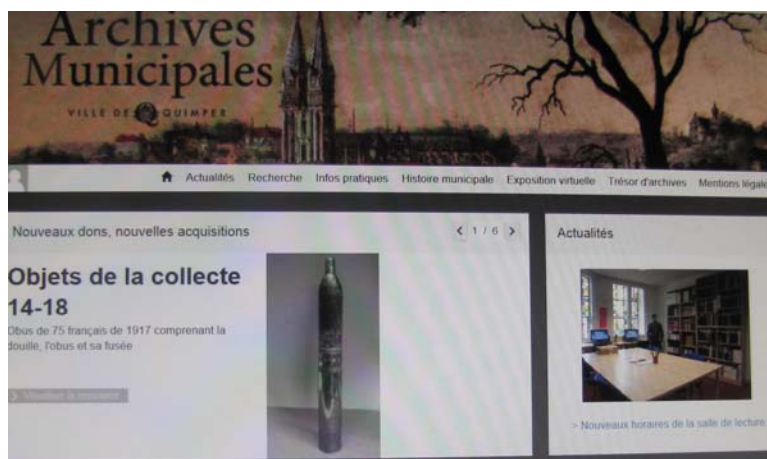 Archives
Municipales
VILLE DE QUIMPER
Actualités Recherche Infos pratiques Histoire municipale Exposition virtuelle Trésor d'archives Mentions légale
Nouveaux dons, nouvelles acquisitions
< 1 / 6 >
Actualités
Objets de la collecte
14-18
Obus de 75 français de 1917 comprenant la
douille, l'obus et sa fusée
> Visualiser la ressource
> Nouveaux horaires de la salle de lecture